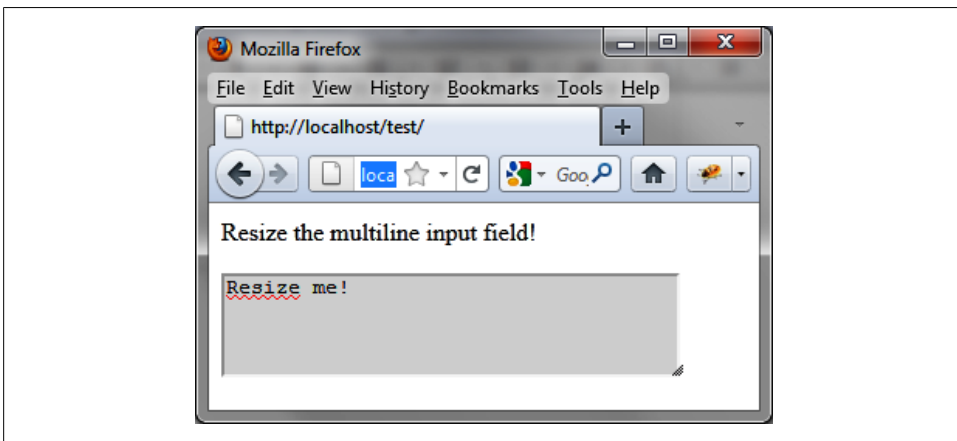 Mozilla Firefox
File Edit View History Bookmarks Tools Help
http://localhost/test/
loca Goo
Resize the multiline input field!
Resize me!